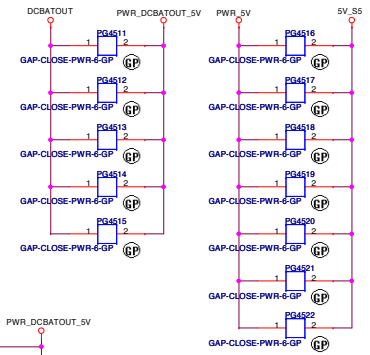 DCBATOUT PWR_DCBATOUT_5V
PG4511
1 2
GAP-CLOSE-PWR-6-GP GP
PG4512
1 2
GAP-CLOSE-PWR-6-GP GP
PG4513
1 2
GAP-CLOSE-PWR-6-GP GP
PG4514
1 2
GAP-CLOSE-PWR-6-GP GP
PG4515
1 2
GAP-CLOSE-PWR-6-GP GP
PWR_5V 5V_S5
PG4516
1 2
GAP-CLOSE-PWR-6-GP GP
PG4517
1 2
GAP-CLOSE-PWR-6-GP GP
PG4518
1 2
GAP-CLOSE-PWR-6-GP GP
PG4519
1 2
GAP-CLOSE-PWR-6-GP GP
PG4520
1 2
GAP-CLOSE-PWR-6-GP GP
PG4521
1 2
GAP-CLOSE-PWR-6-GP GP
PG4522
1 2
GAP-CLOSE-PWR-6-GP GP
PWR_DCBATOUT_5V